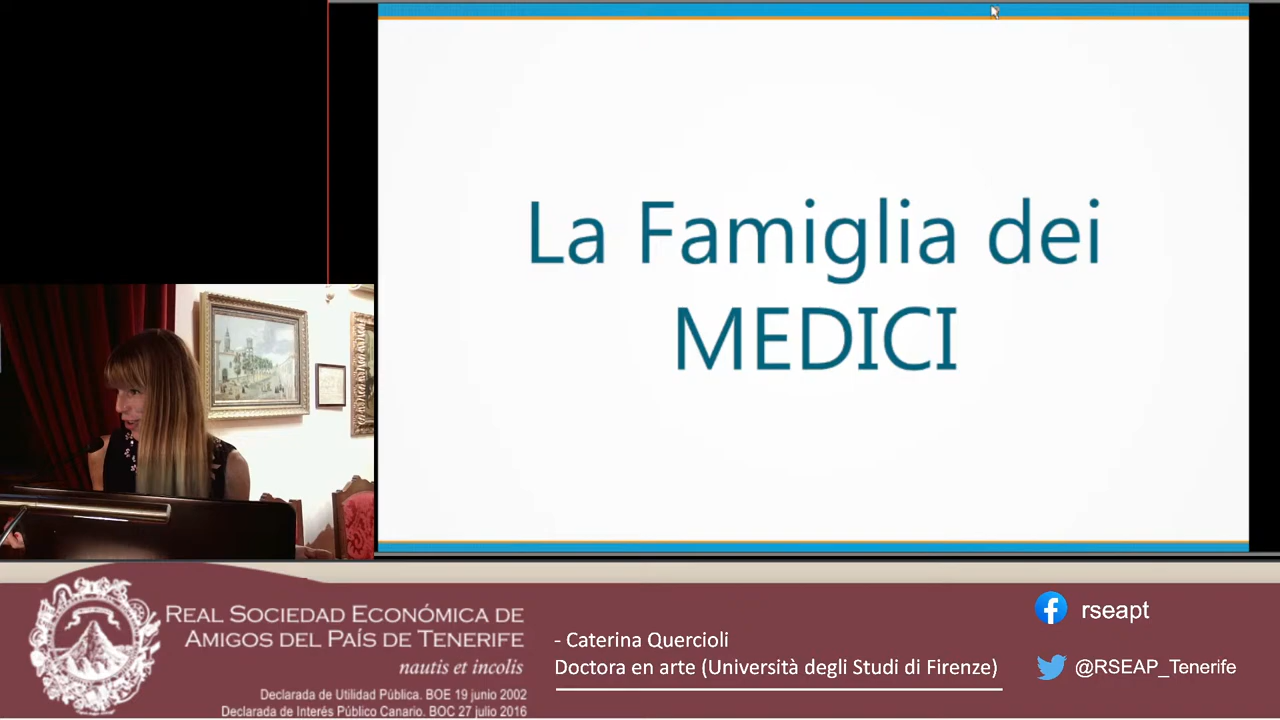 La Famiglia dei
MEDICI
REAL SOCIEDAD ECONÓMICA DE
AMIGOS DEL PAÍS DE TENERIFE
nautis et incolis
Declarada de Utilidad Pública. BOE 19 junio 2002
Declarada de Interés Público Canario. BOC 27 julio 2016
- Caterina Quercioli
Doctora en arte (Università degli Studi di Firenze)
rseapt
@RSEAP_Tenerife